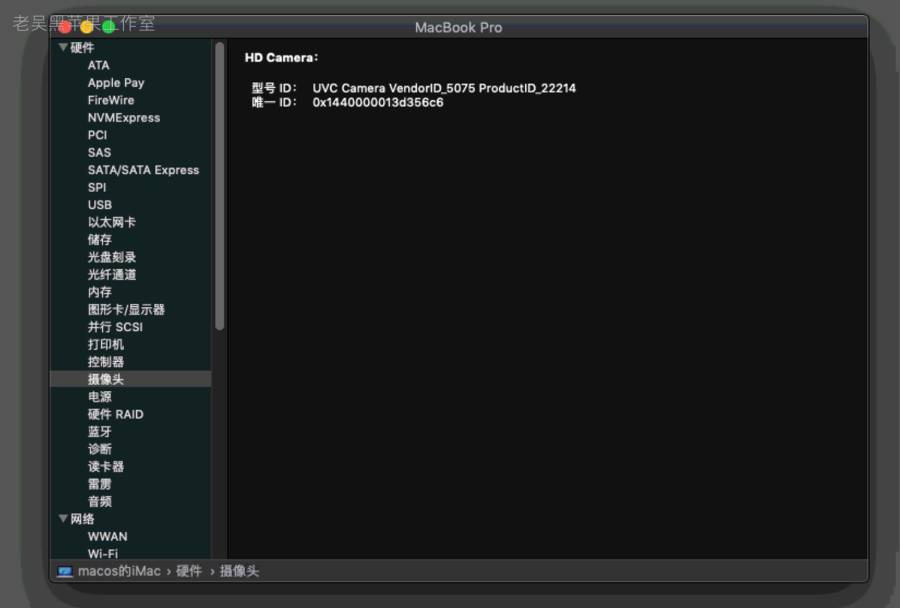 老吴黑苹果工作室
MacBook Pro
硬件
ATA
Apple Pay
FireWire
NVMExpress
PCI
SAS
SATA/SATA Express
SPI
USB
以太网卡
储存
光盘刻录
光纤通道
内存
图形卡/显示器
并行 SCSI
打印机
控制器
摄像头
电源
硬件 RAID
蓝牙
诊断
读卡器
雷雳
音频
网络
WWAN
Wi-Fi
HD Camera:
型号 ID: UVC Camera VendorID_5075 ProductID_22214
唯一 ID: 0x1440000013d356c6
macos的iMac › 硬件 › 摄像头